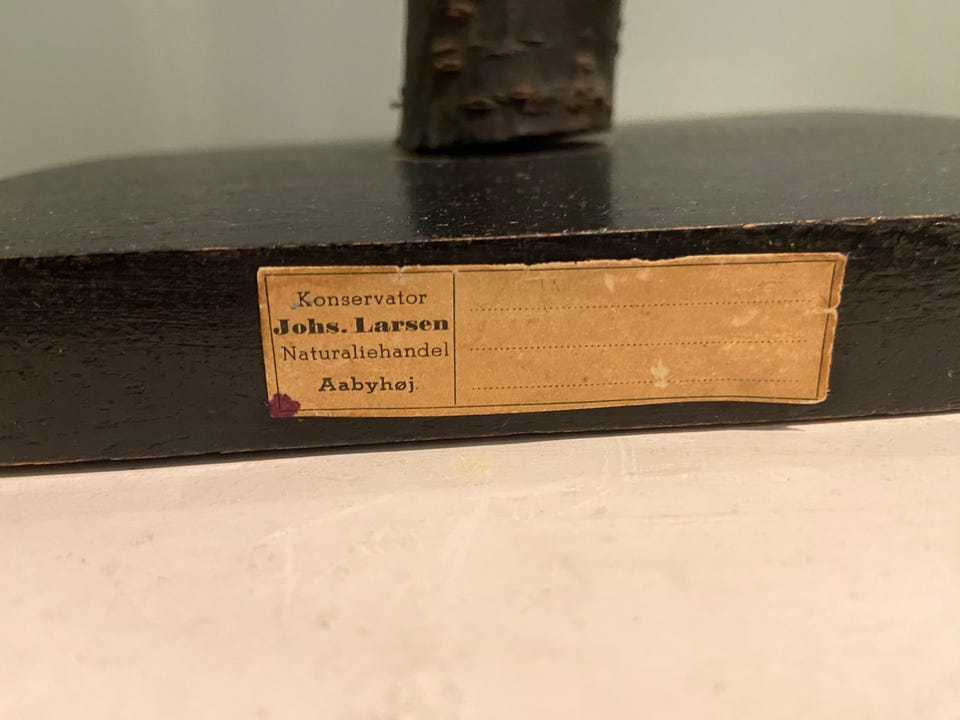 Konservator
Johs. Larsen
Naturaliehandel
Aabyhøj.